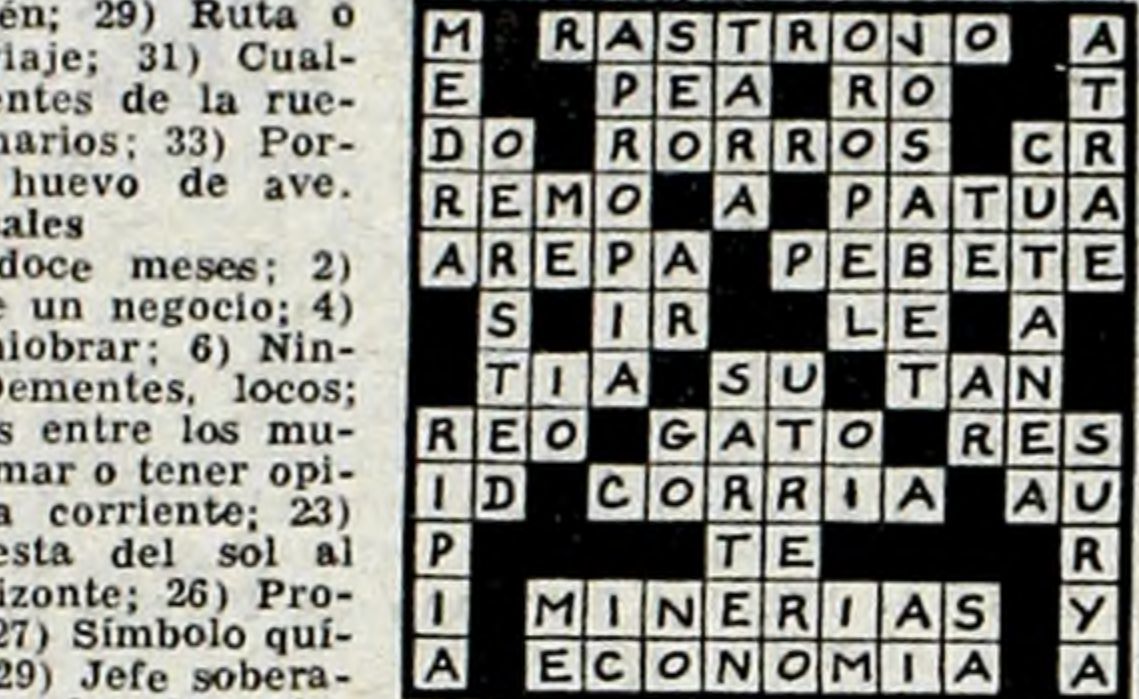 én; 29) Ruta o
iaje; 31) Cual-
entes de la rue-
narios; 33) Por-
huevo de ave.
ales
doce meses; 2)
e un negocio; 4)
niobrar; 6) Nin-
Dementes, locos;
s entre los mu-
mar o tener opi-
a corriente; 23)
esta del sol al
izonte; 26) Pro-
27) Símbolo quí-
29) Jefe sobera-
M RASTROJO A
E PEA RO T
DO RORROS CR
REMO A PATUA
AREPA PEBETE
S IR LE A
TIA SU TAN
REO GATO RES
ID CORRIA AU
P TE R
I MINERIAS Y
A ECONOMIA A